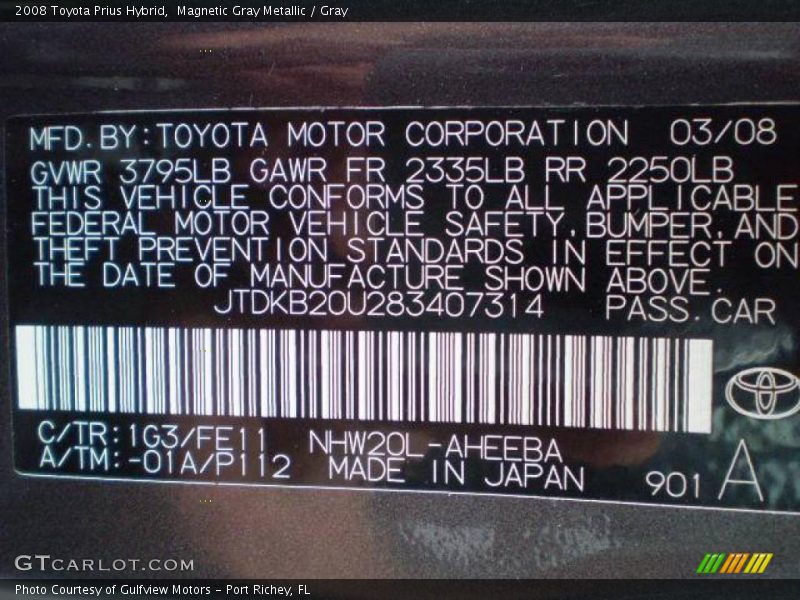 2008 Toyota Prius Hybrid,  Magnetic Gray Metallic / Gray
MFD. BY: TOYOTA MOTOR CORPORATION 03/08
GVWR 3795LB GAWR FR 2335LB RR 2250LB
THIS VEHICLE CONFORMS TO ALL APPLICABLE
FEDERAL MOTOR VEHICLE SAFETY, BUMPER, AND
THEFT PREVENTION STANDARDS IN EFFECT ON
THE DATE OF MANUFACTURE SHOWN ABOVE.
JTDKB20U283407314 PASS. CAR
C/TR: 1G3/FE11 NHW20L-AHEEBA
A/TM: -01A/P112 MADE IN JAPAN 901 A
GTCARLOT.COM
Photo Courtesy of Gulfview Motors - Port Richey, FL